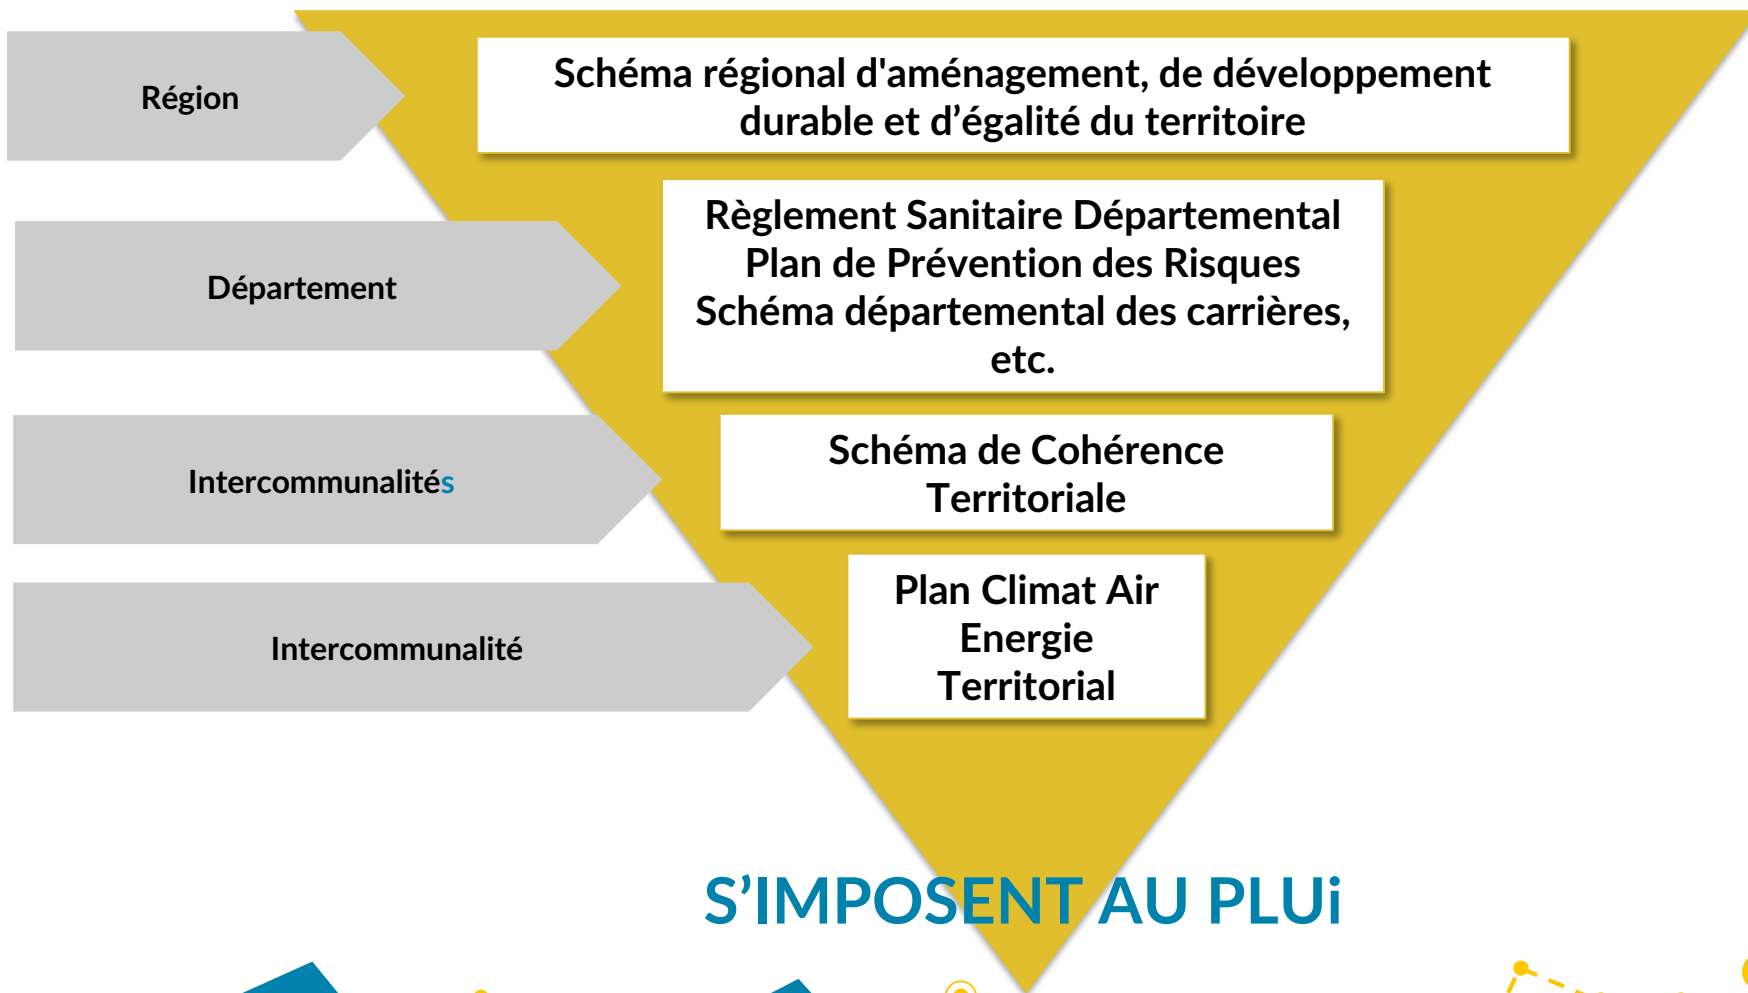 Région
Schéma régional d'aménagement, de développement
durable et d’égalité du territoire
Département
Règlement Sanitaire Départemental
Plan de Prévention des Risques
Schéma départemental des carrières,
etc.
Intercommunalités
Schéma de Cohérence
Territoriale
Intercommunalité
Plan Climat Air
Energie
Territorial
S’IMPOSENT AU PLUi